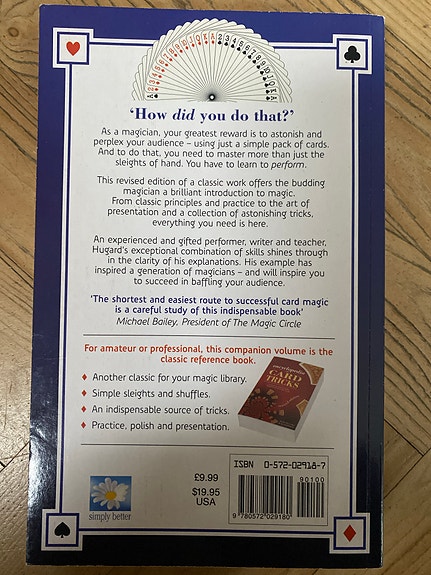 'How did you do that?'
As a magician, your greatest reward is to astonish and
perplex your audience – using just a simple pack of cards.
And to do that, you need to master more than just the
sleights of hand. You have to learn to perform.
This revised edition of a classic work offers the budding
magician a brilliant introduction to magic.
From classic principles and practice to the art of
presentation and a collection of astonishing tricks,
everything you need is here.
An experienced and gifted performer, writer and teacher,
Hugard's exceptional combination of skills shines through
in the clarity of his explanations. His example has
inspired a generation of magicians – and will inspire you
to succeed in baffling your audience.
'The shortest and easiest route to successful card magic
is a careful study of this indispensable book'
Michael Bailey, President of The Magic Circle
For amateur or professional, this companion volume is the
classic reference book.
Another classic for your magic library.
Simple sleights and shuffles.
An indispensable source of tricks.
Practice, polish and presentation.
encyclopedia
CARD
TRICKS
ISBN 0-572-02918-7
90100
£9.99
$19.95
USA
simply better
9 780572 029180